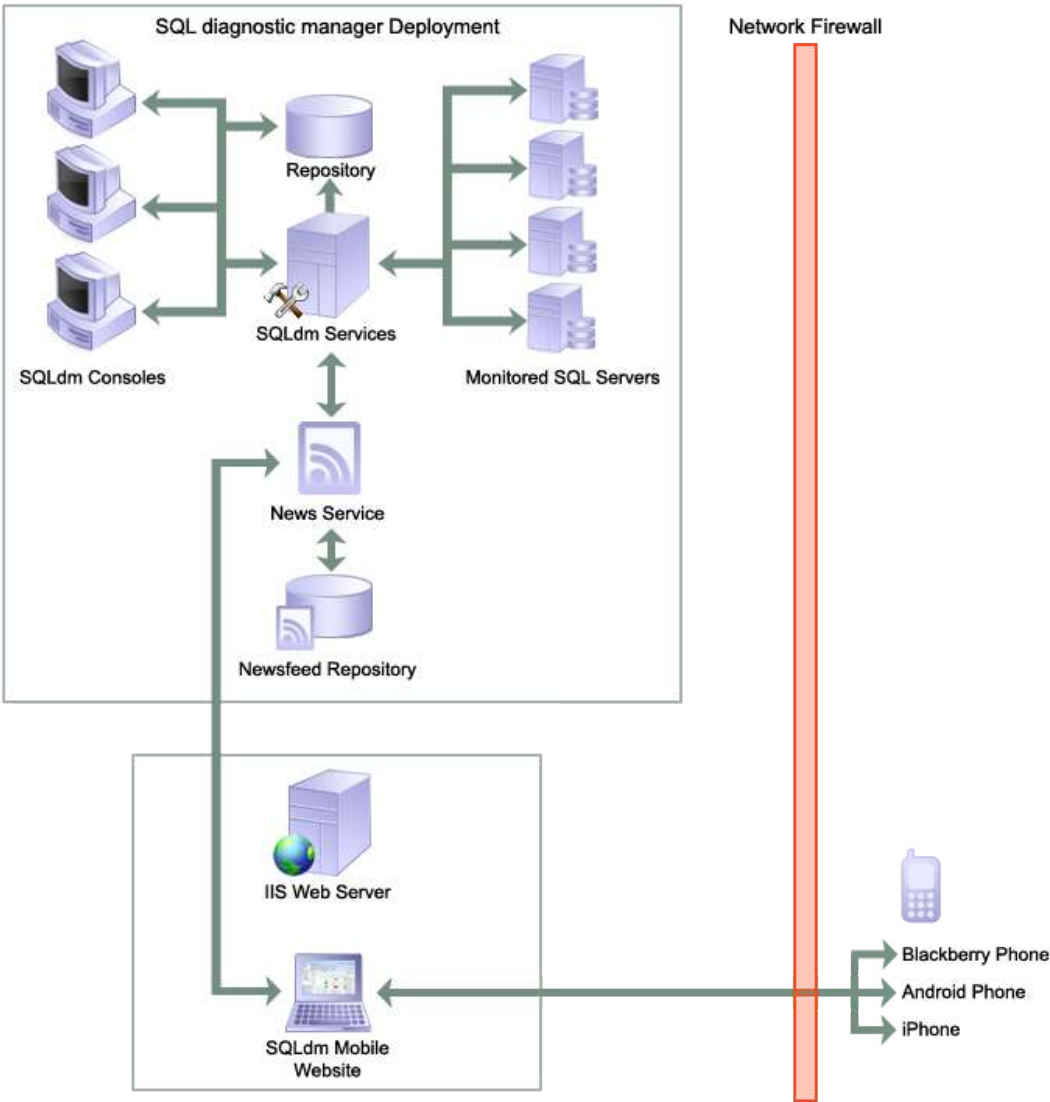 SQL diagnostic manager Deployment
Network Firewall
Repository
SQLdm Services
SQLdm Consoles
Monitored SQL Servers
News Service
Newsfeed Repository
IIS Web Server
Blackberry Phone
Android Phone
iPhone
SQLdm Mobile
Website